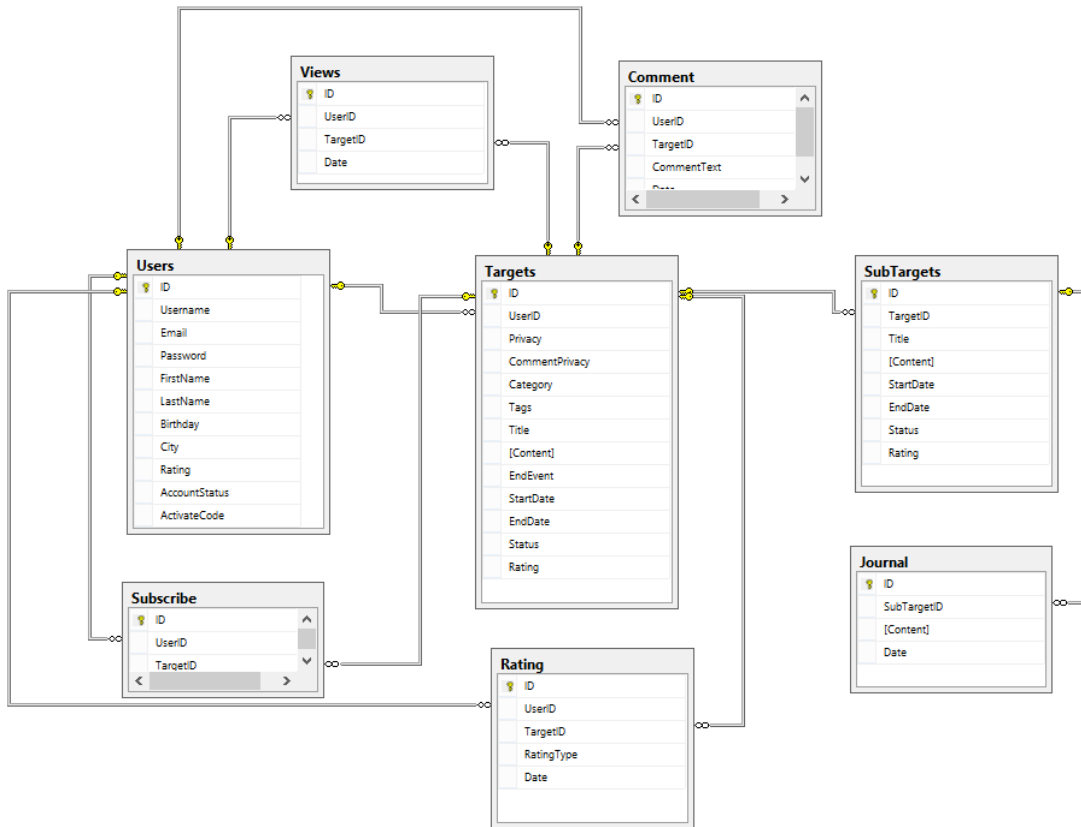 Views
ID
UserID
TargetID
Date
Comment
ID
UserID
TargetID
CommentText
Date
Users
ID
Username
Email
Password
FirstName
LastName
Birthday
City
Rating
AccountStatus
ActivateCode
Targets
ID
UserID
Privacy
CommentPrivacy
Category
Tags
Title
[Content]
EndEvent
StartDate
EndDate
Status
Rating
SubTargets
ID
TargetID
Title
[Content]
StartDate
EndDate
Status
Rating
Subscribe
ID
UserID
TargetID
Journal
ID
SubTargetID
[Content]
Date
Rating
ID
UserID
TargetID
RatingType
Date